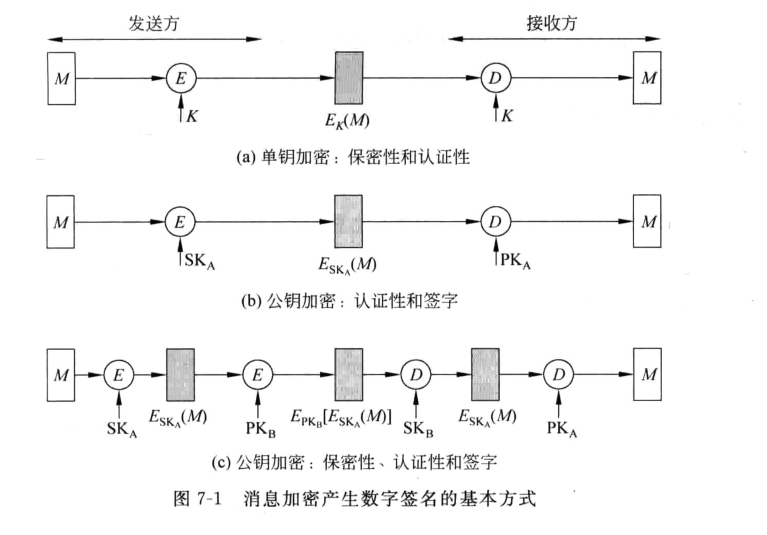 发送方 接收方
M E D M
K E_K(M) K
(a) 单钥加密：保密性和认证性
M E D M
SK_A E_{SK_A}(M) PK_A
(b) 公钥加密：认证性和签字
M E E D D M
SK_A E_{SK_A}(M) PK_B E_{PK_B}[E_{SK_A}(M)] SK_B E_{SK_A}(M) PK_A
(c) 公钥加密：保密性、认证性和签字
图 7-1 消息加密产生数字签名的基本方式